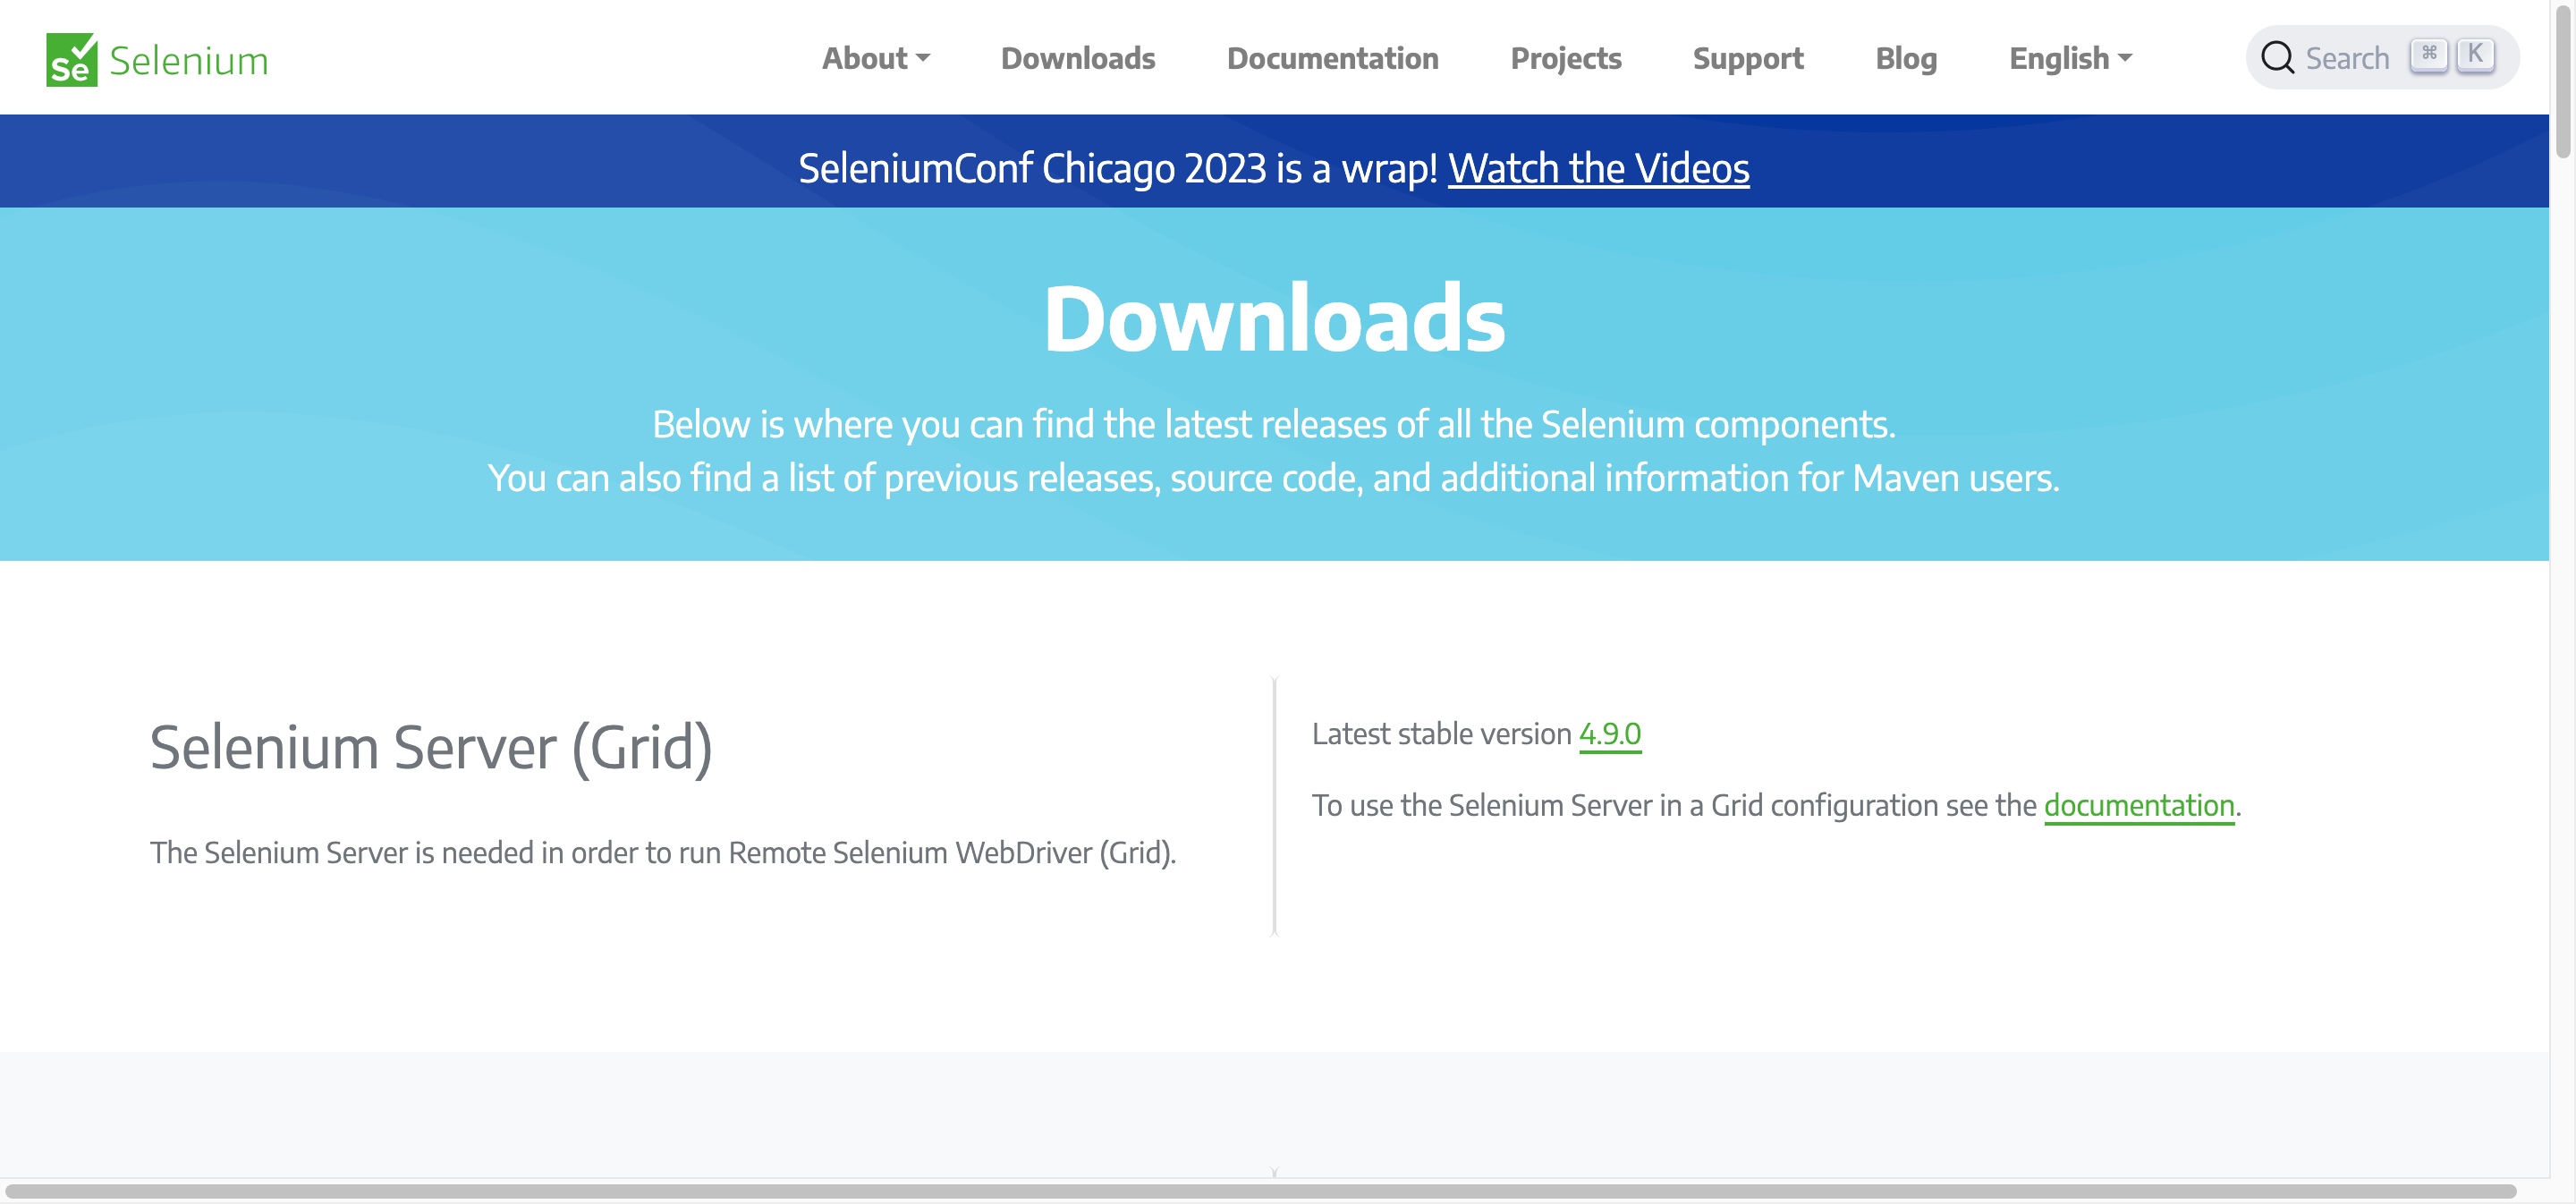 Se Selenium
About Downloads Documentation Projects Support Blog English Search ⌘ K
SeleniumConf Chicago 2023 is a wrap! Watch the Videos
Downloads
Below is where you can find the latest releases of all the Selenium components.
You can also find a list of previous releases, source code, and additional information for Maven users.
Selenium Server (Grid)
The Selenium Server is needed in order to run Remote Selenium WebDriver (Grid).
Latest stable version 4.9.0
To use the Selenium Server in a Grid configuration see the documentation.